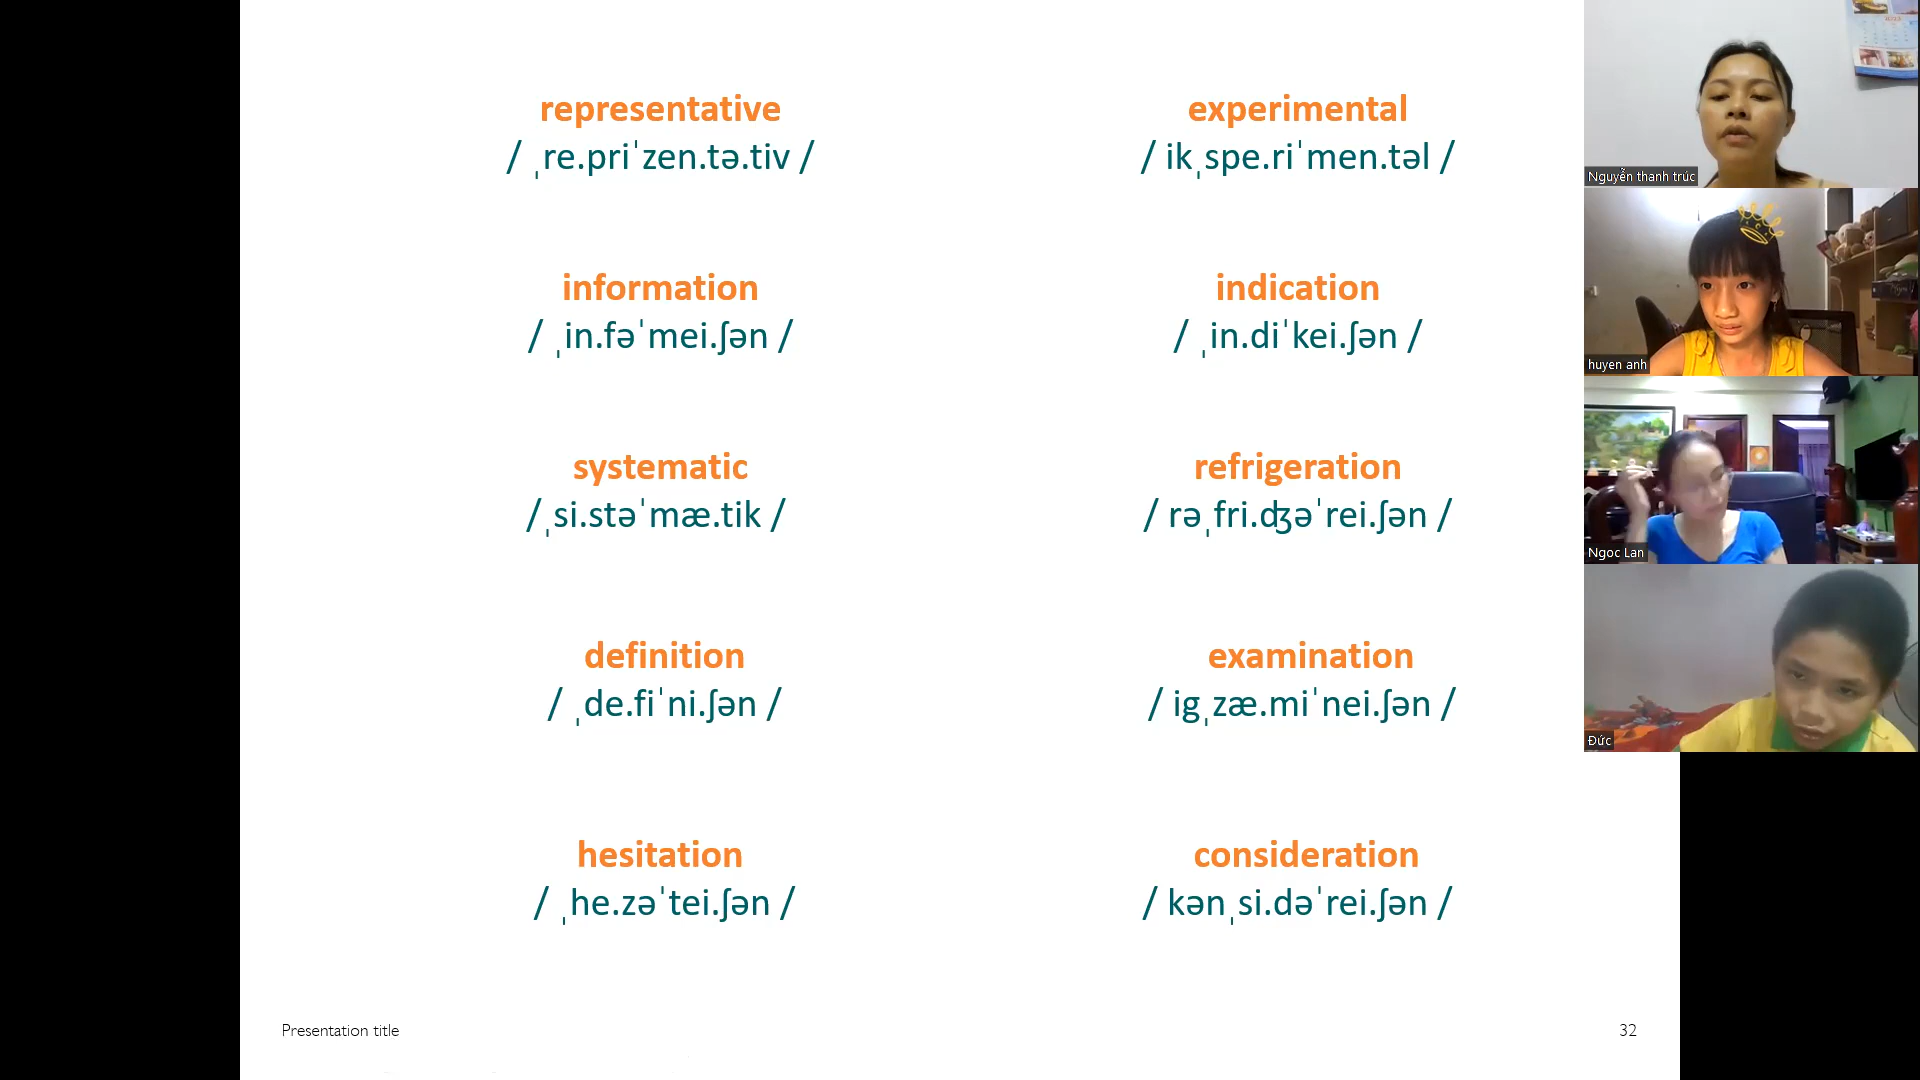 representative
/ ˌre.priˈzen.tə.tiv /
experimental
/ ikˌspe.riˈmen.təl /
information
/ ˌin.fəˈmei.ʃən /
indication
/ ˌin.diˈkei.ʃən /
systematic
/ˌsi.stəˈmæ.tik /
refrigeration
/ rəˌfri.ʤəˈrei.ʃən /
definition
/ ˌde.fiˈni.ʃən /
examination
/ igˌzæ.miˈnei.ʃən /
hesitation
/ ˌhe.zəˈtei.ʃən /
consideration
/ kənˌsi.dəˈrei.ʃən /
Presentation title
32
Nguyễn thanh trúc
huyen anh
Ngoc Lan
Đức